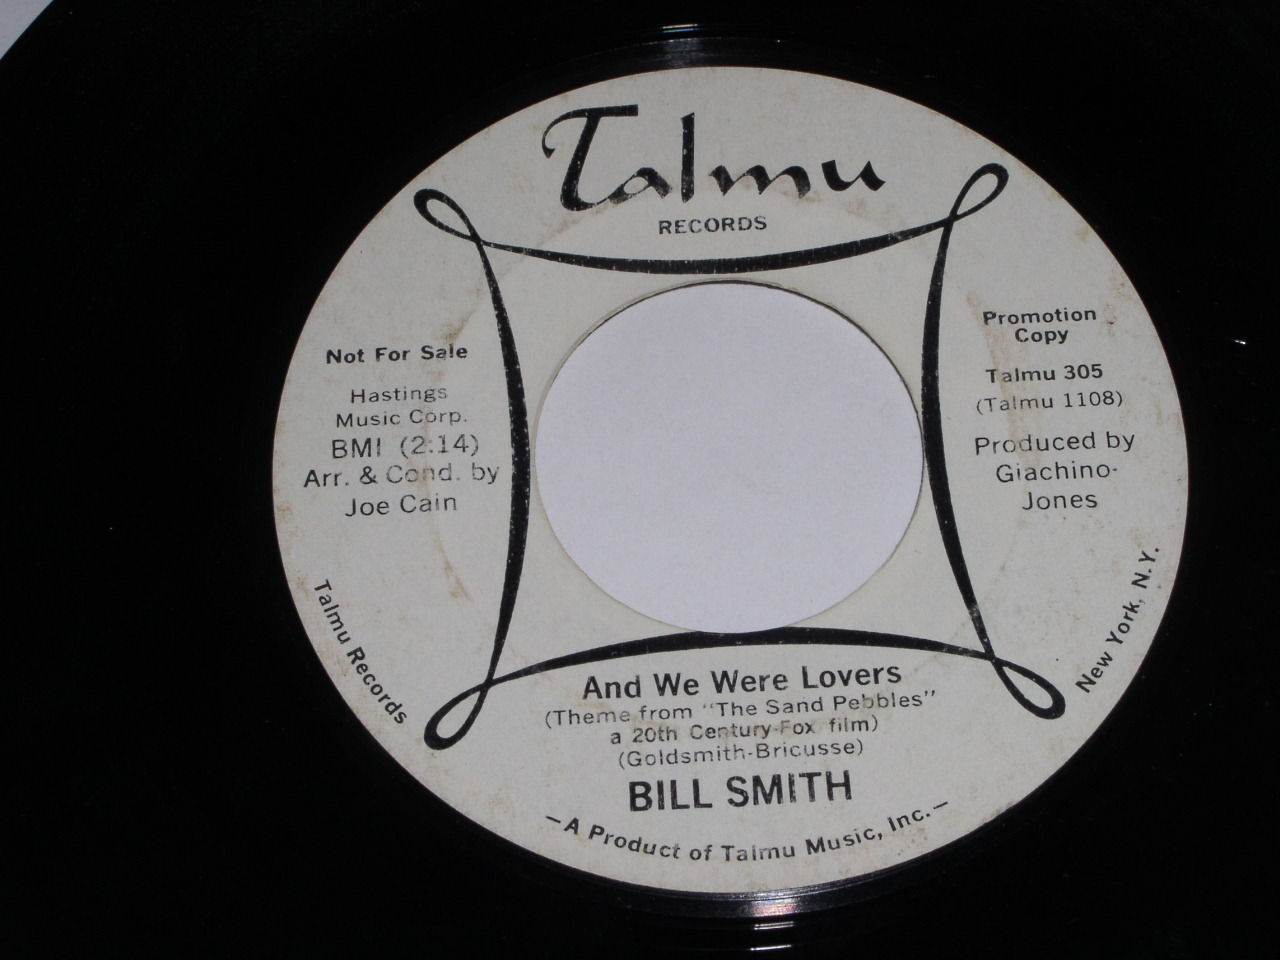 Talmu
RECORDS
Not For Sale
Hastings
Music Corp.
BMI (2:14)
Arr. & Cond. by
Joe Cain
Promotion
Copy
Talmu 305
(Talmu 1108)
Produced by
Giachino-
Jones
Talmu Records
New York, N.Y.
And We Were Lovers
(Theme from "The Sand Pebbles"
a 20th Century-Fox film)
(Goldsmith-Bricusse)
BILL SMITH
—A Product of Talmu Music, Inc.—